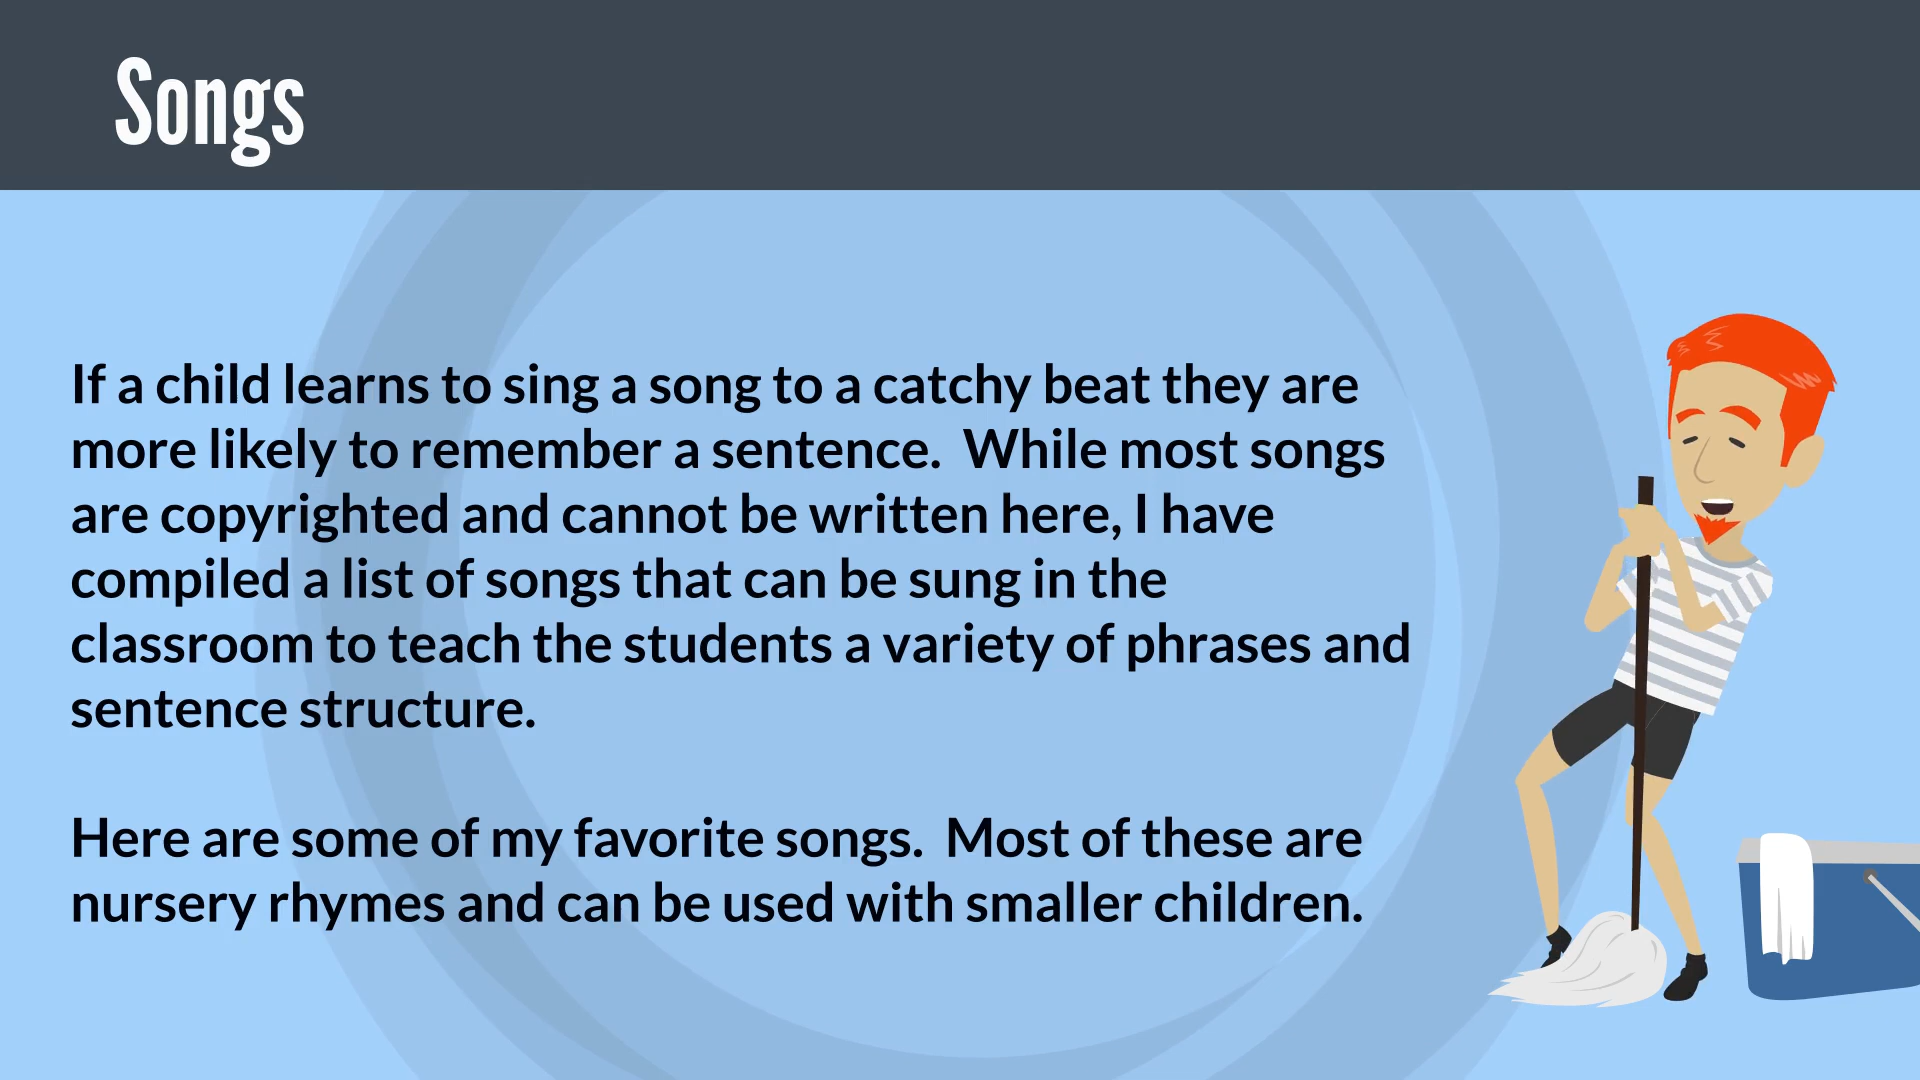 Songs
If a child learns to sing a song to a catchy beat they are
more likely to remember a sentence.  While most songs
are copyrighted and cannot be written here, I have
compiled a list of songs that can be sung in the
classroom to teach the students a variety of phrases and
sentence structure.
Here are some of my favorite songs.  Most of these are
nursery rhymes and can be used with smaller children.